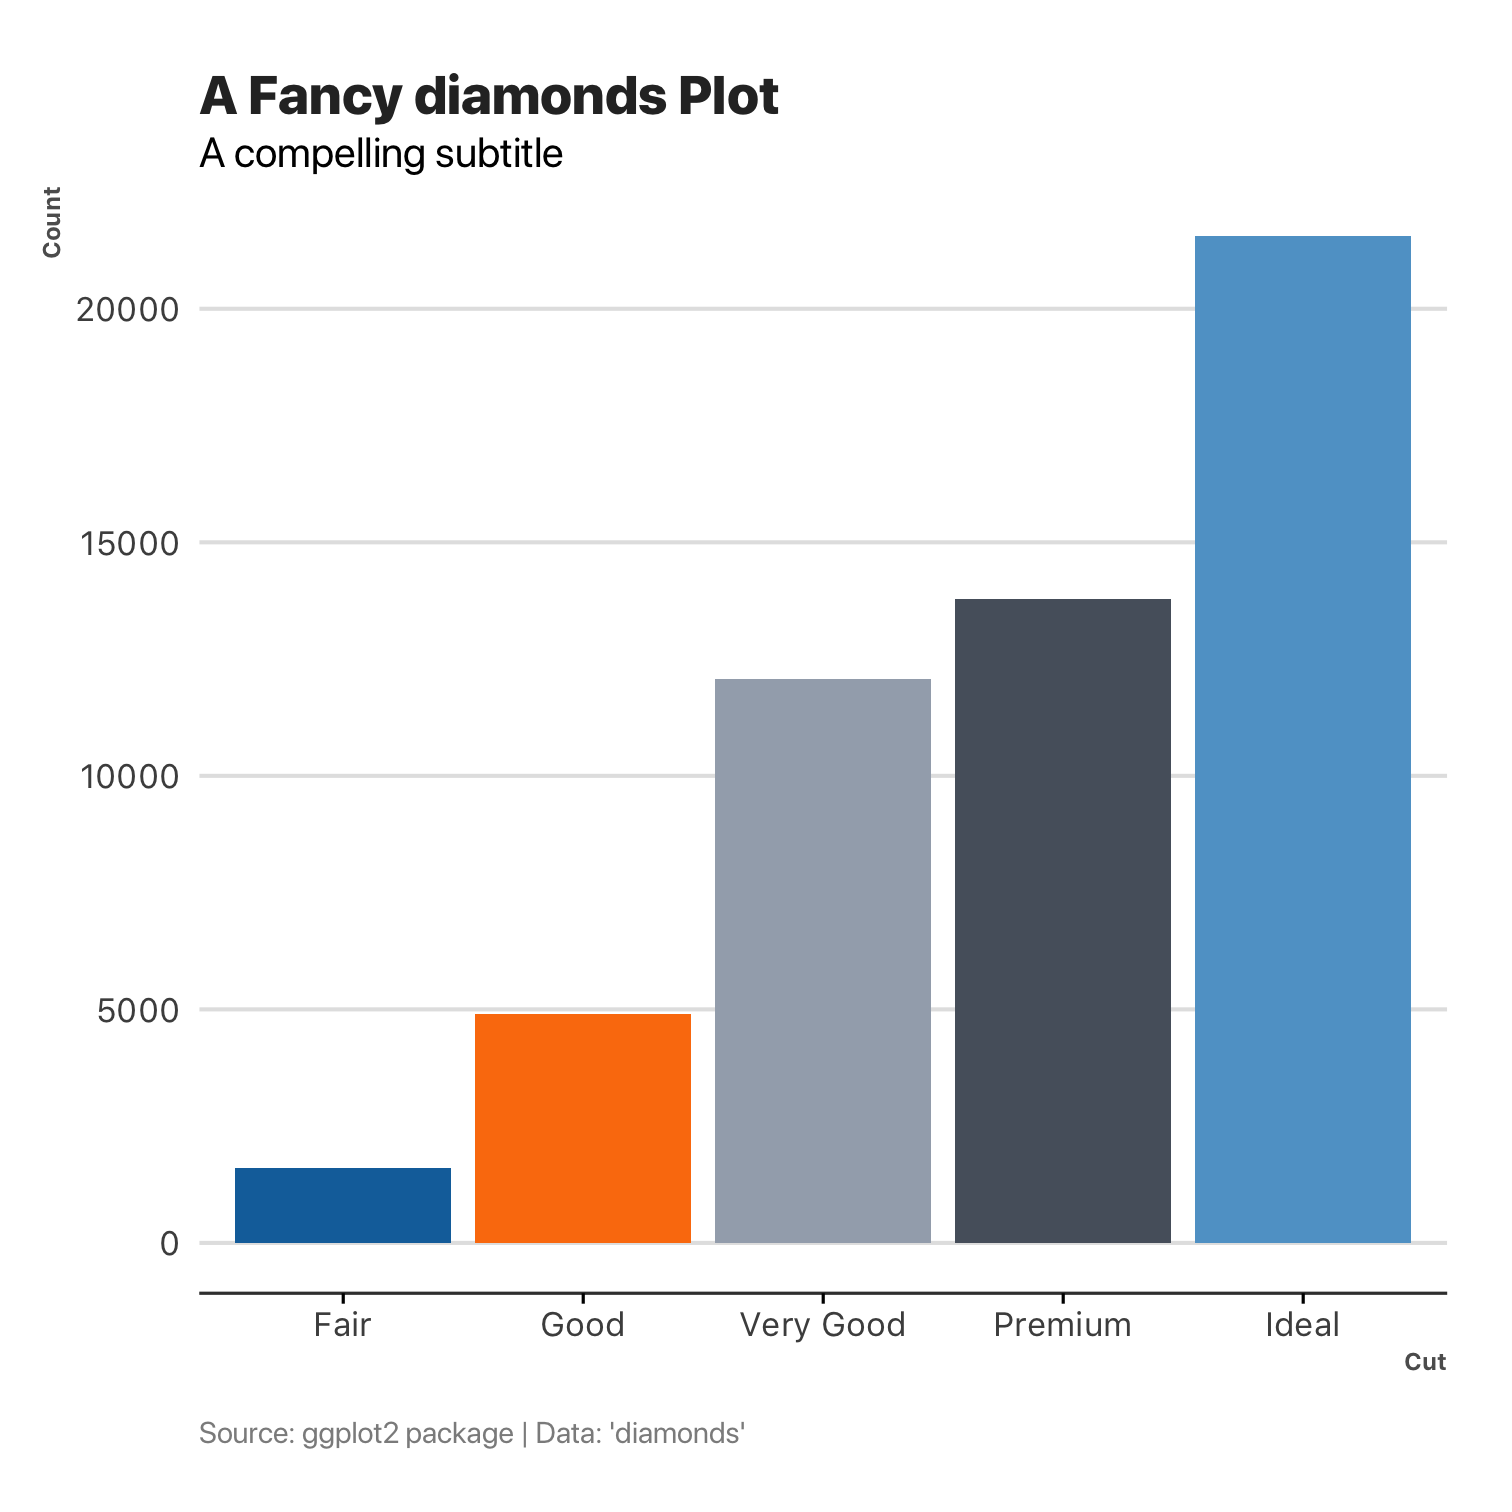 A Fancy diamonds Plot
A compelling subtitle
Count
20000
15000
10000
5000
0
Fair Good Very Good Premium Ideal
Cut
Source: ggplot2 package | Data: 'diamonds'